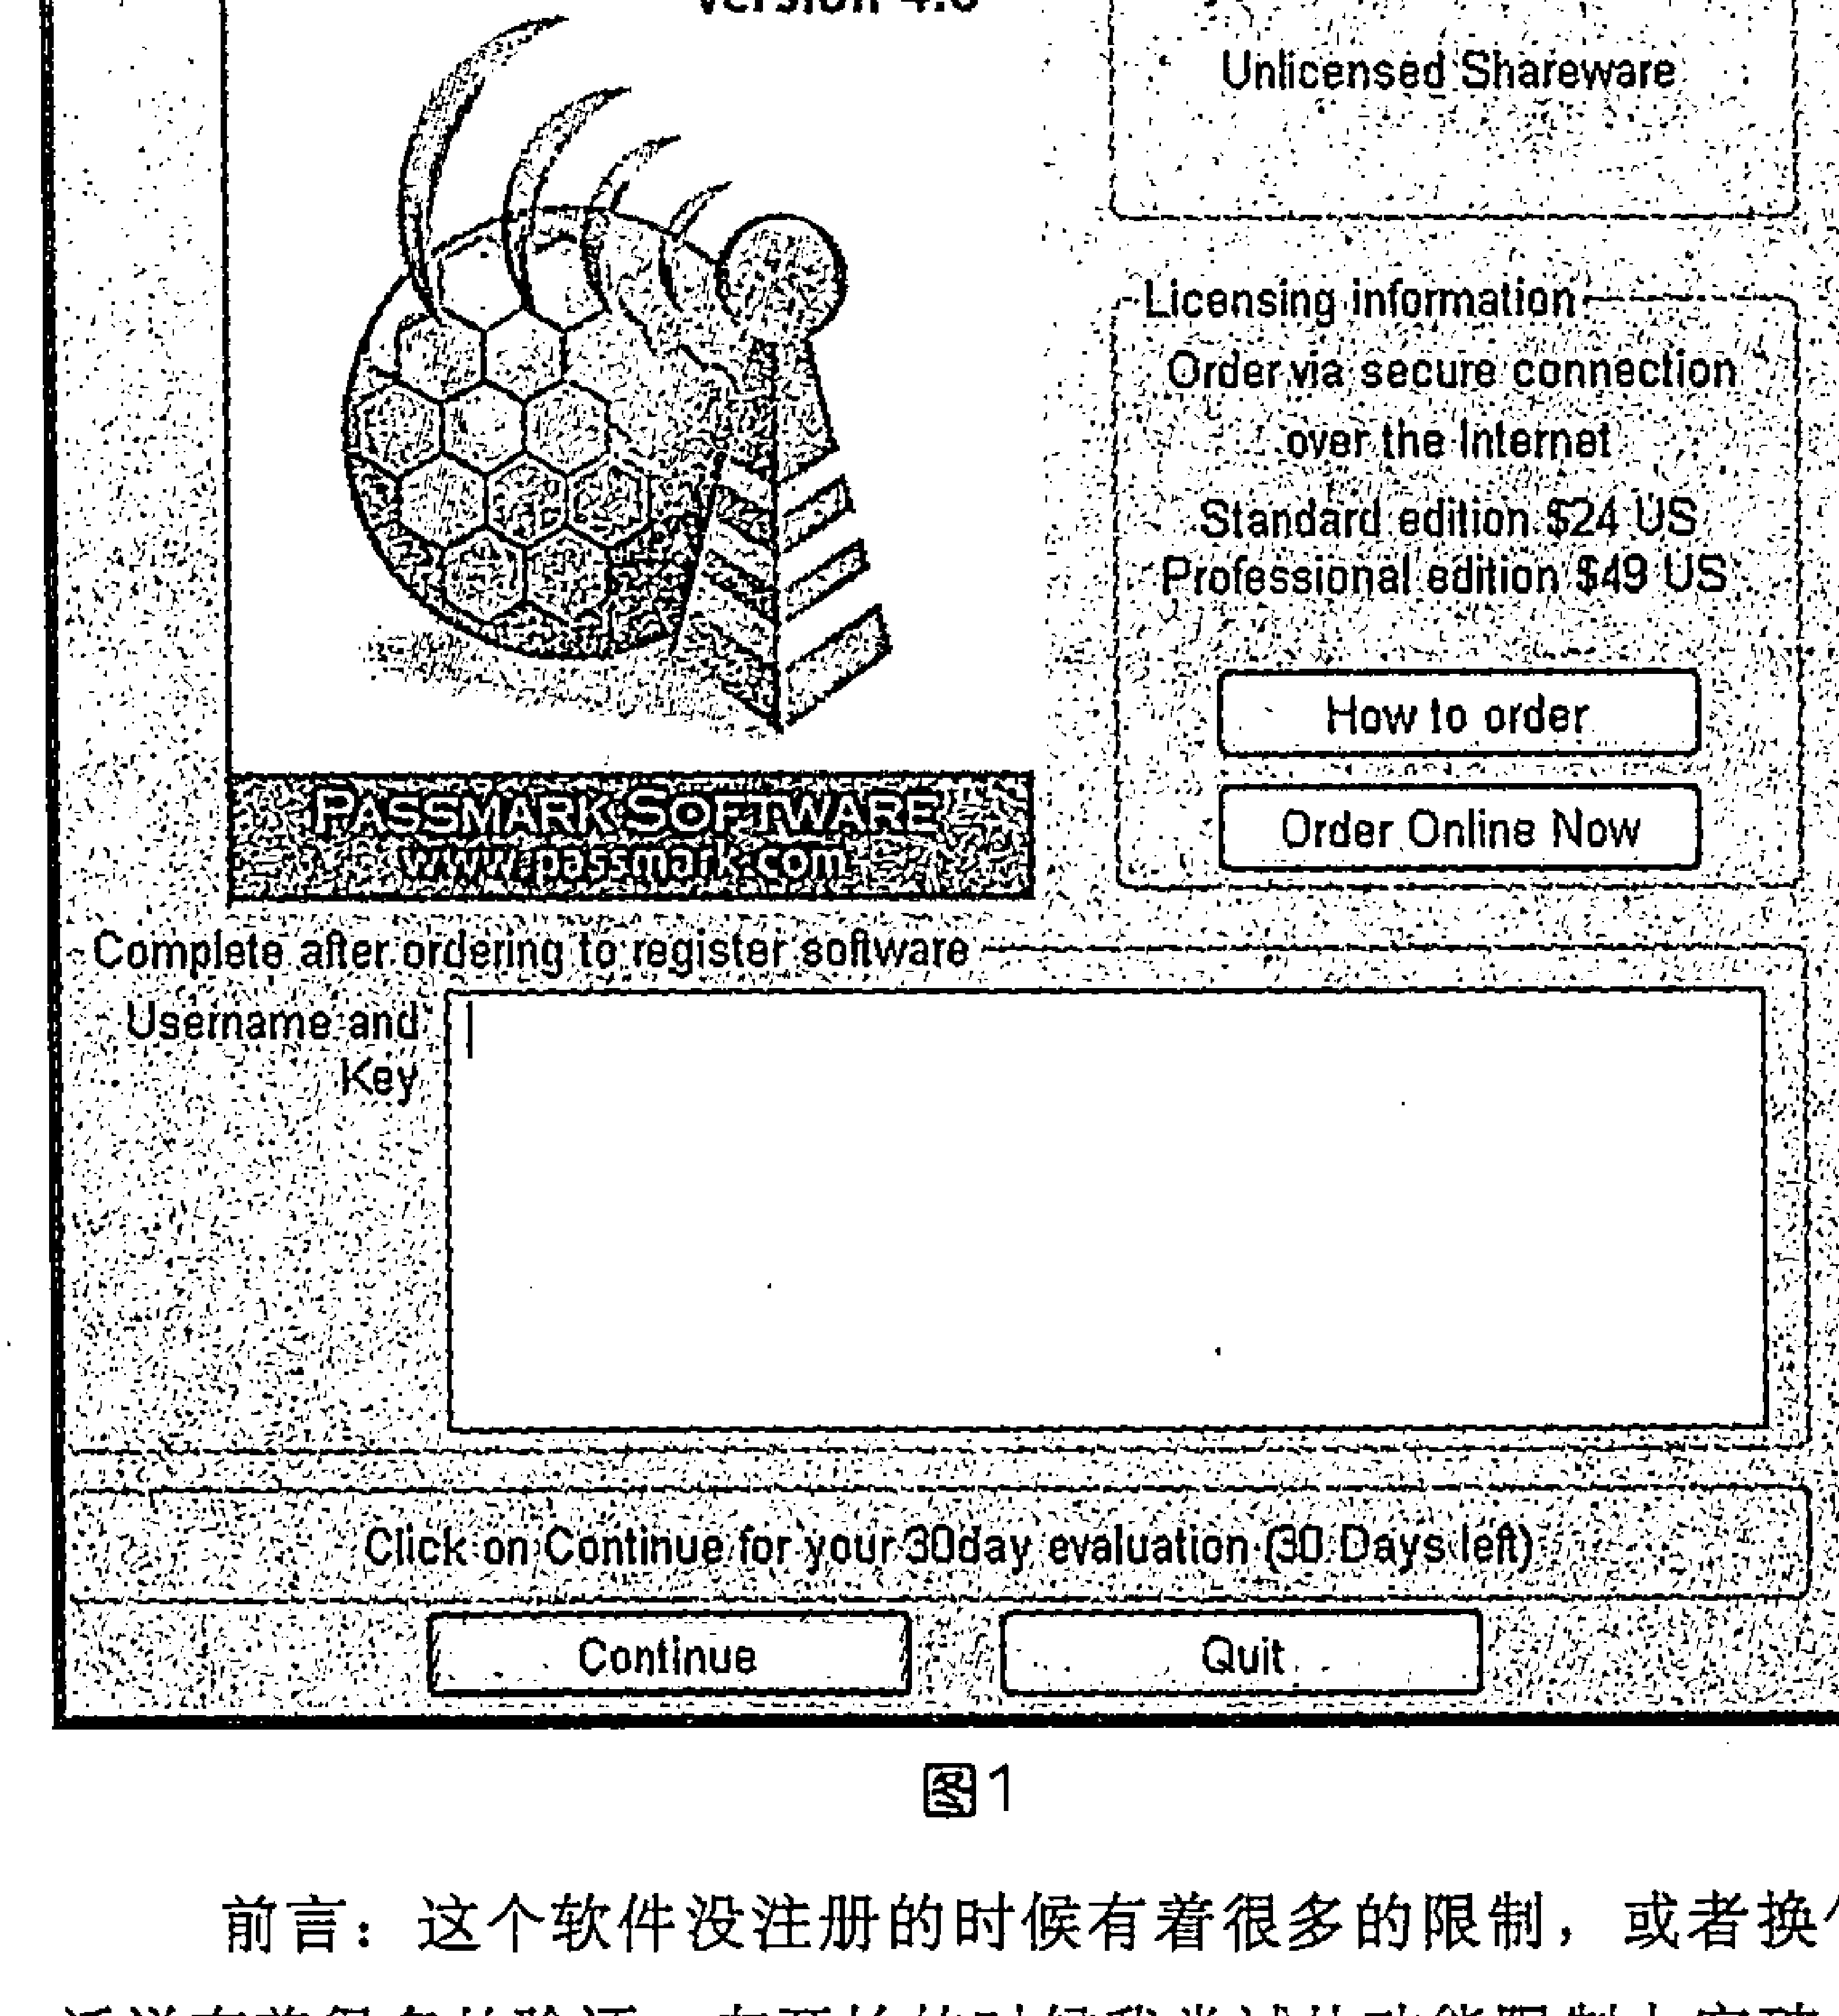 Version 4.0
Unlicensed Shareware
Licensing information
Order via secure connection
over the Internet
Standard edition $24 US
Professional edition $49 US
How to order
Order Online Now
PASSMARK SOFTWARE
www.passmark.com
Complete after ordering to register software
Username and
Key
Click on Continue for your 30day evaluation (30 Days left)
Continue
Quit
图1
前言：这个软件没注册的时候有着很多的限制，或者换